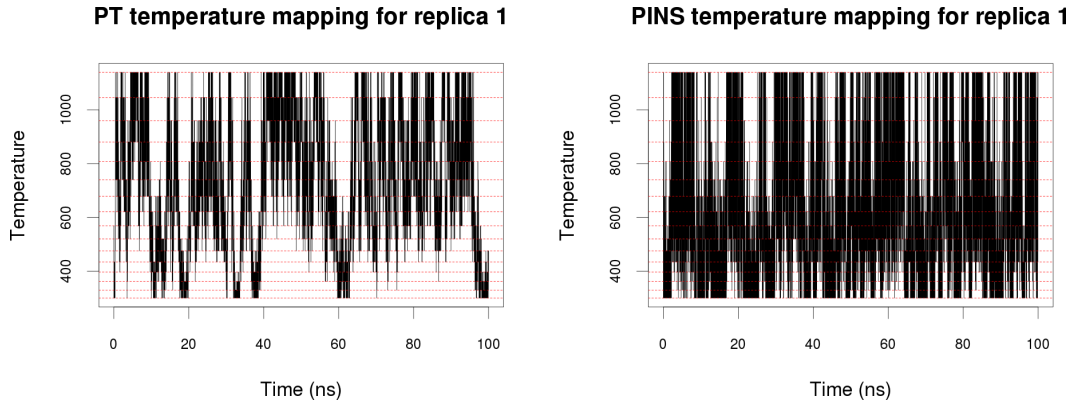 PT temperature mapping for replica 1
Temperature
1000
800
600
400
0 20 40 60 80 100
Time (ns)
PINS temperature mapping for replica 1
Temperature
1000
800
600
400
0 20 40 60 80 100
Time (ns)